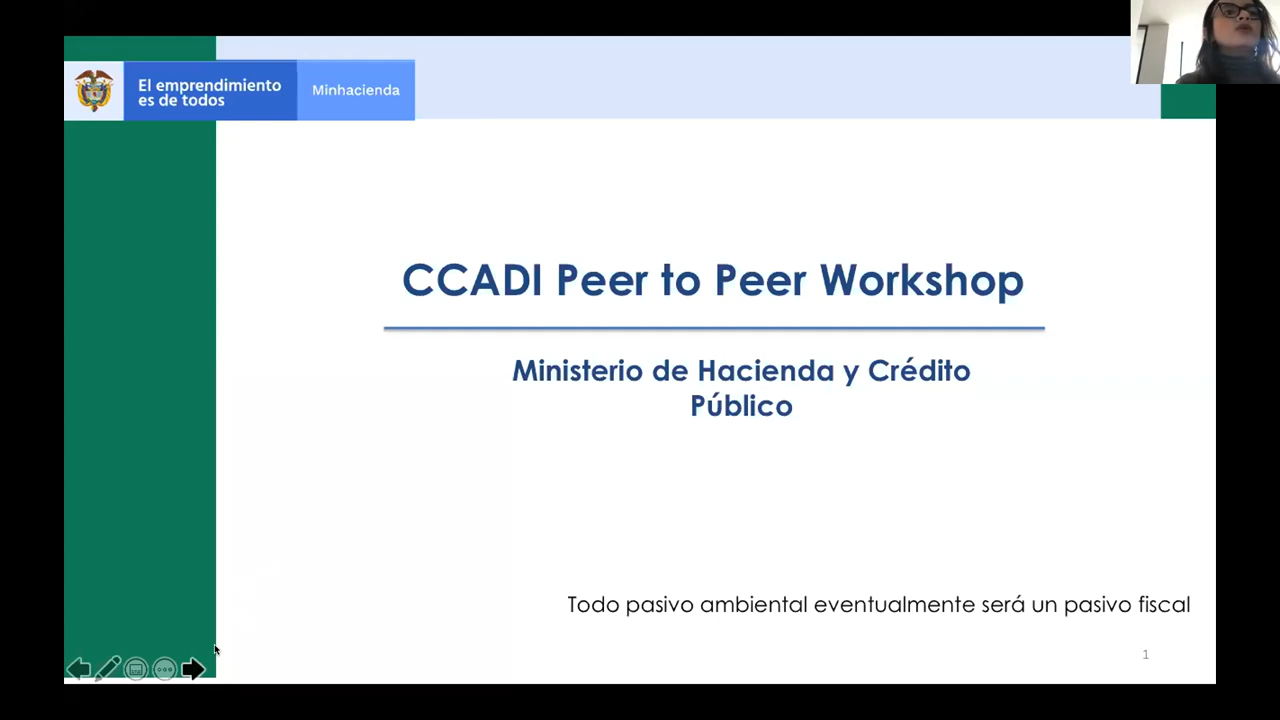 El emprendimiento
es de todos
Minhacienda
CCADI Peer to Peer Workshop
Ministerio de Hacienda y Crédito
Público
Todo pasivo ambiental eventualmente será un pasivo fiscal
1